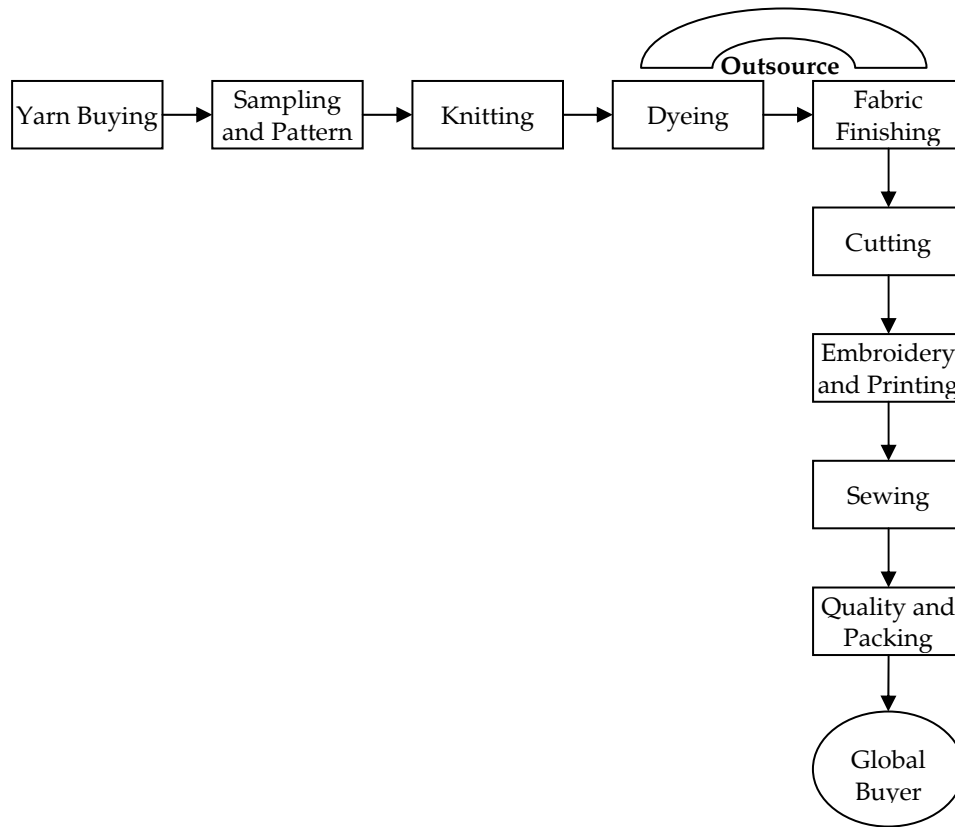 Outsource
Yarn Buying
Sampling
and Pattern
Knitting
Dyeing
Fabric
Finishing
Cutting
Embroidery
and Printing
Sewing
Quality and
Packing
Global
Buyer